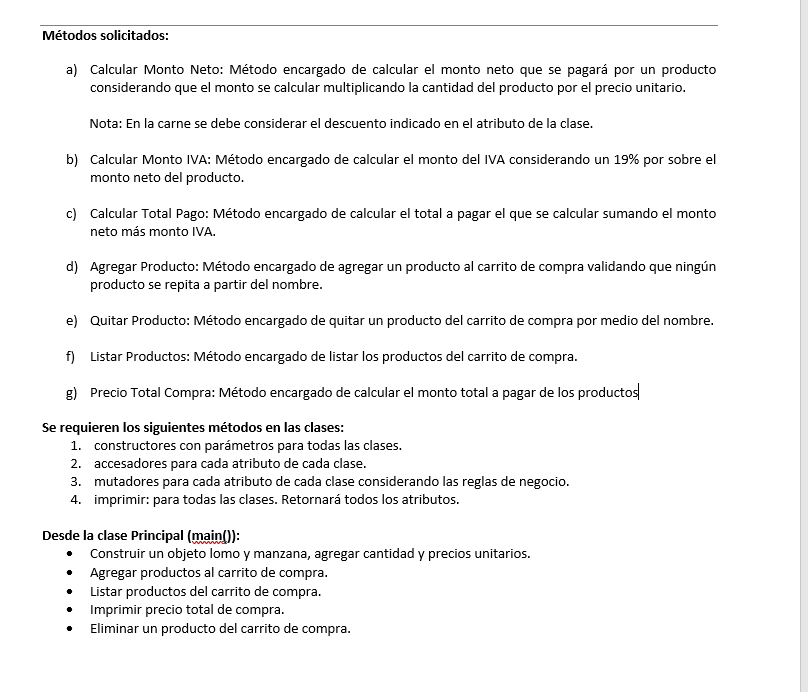 Métodos solicitados:
a) Calcular Monto Neto: Método encargado de calcular el monto neto que se pagará por un producto
considerando que el monto se calcular multiplicando la cantidad del producto por el precio unitario.
Nota: En la carne se debe considerar el descuento indicado en el atributo de la clase.
b) Calcular Monto IVA: Método encargado de calcular el monto del IVA considerando un 19% por sobre el
monto neto del producto.
c) Calcular Total Pago: Método encargado de calcular el total a pagar el que se calcular sumando el monto
neto más monto IVA.
d) Agregar Producto: Método encargado de agregar un producto al carrito de compra validando que ningún
producto se repita a partir del nombre.
e) Quitar Producto: Método encargado de quitar un producto del carrito de compra por medio del nombre.
f) Listar Productos: Método encargado de listar los productos del carrito de compra.
g) Precio Total Compra: Método encargado de calcular el monto total a pagar de los productos
Se requieren los siguientes métodos en las clases:
1. constructores con parámetros para todas las clases.
2. accesadores para cada atributo de cada clase.
3. mutadores para cada atributo de cada clase considerando las reglas de negocio.
4. imprimir: para todas las clases. Retornará todos los atributos.
Desde la clase Principal (main()):
• Construir un objeto lomo y manzana, agregar cantidad y precios unitarios.
• Agregar productos al carrito de compra.
• Listar productos del carrito de compra.
• Imprimir precio total de compra.
• Eliminar un producto del carrito de compra.